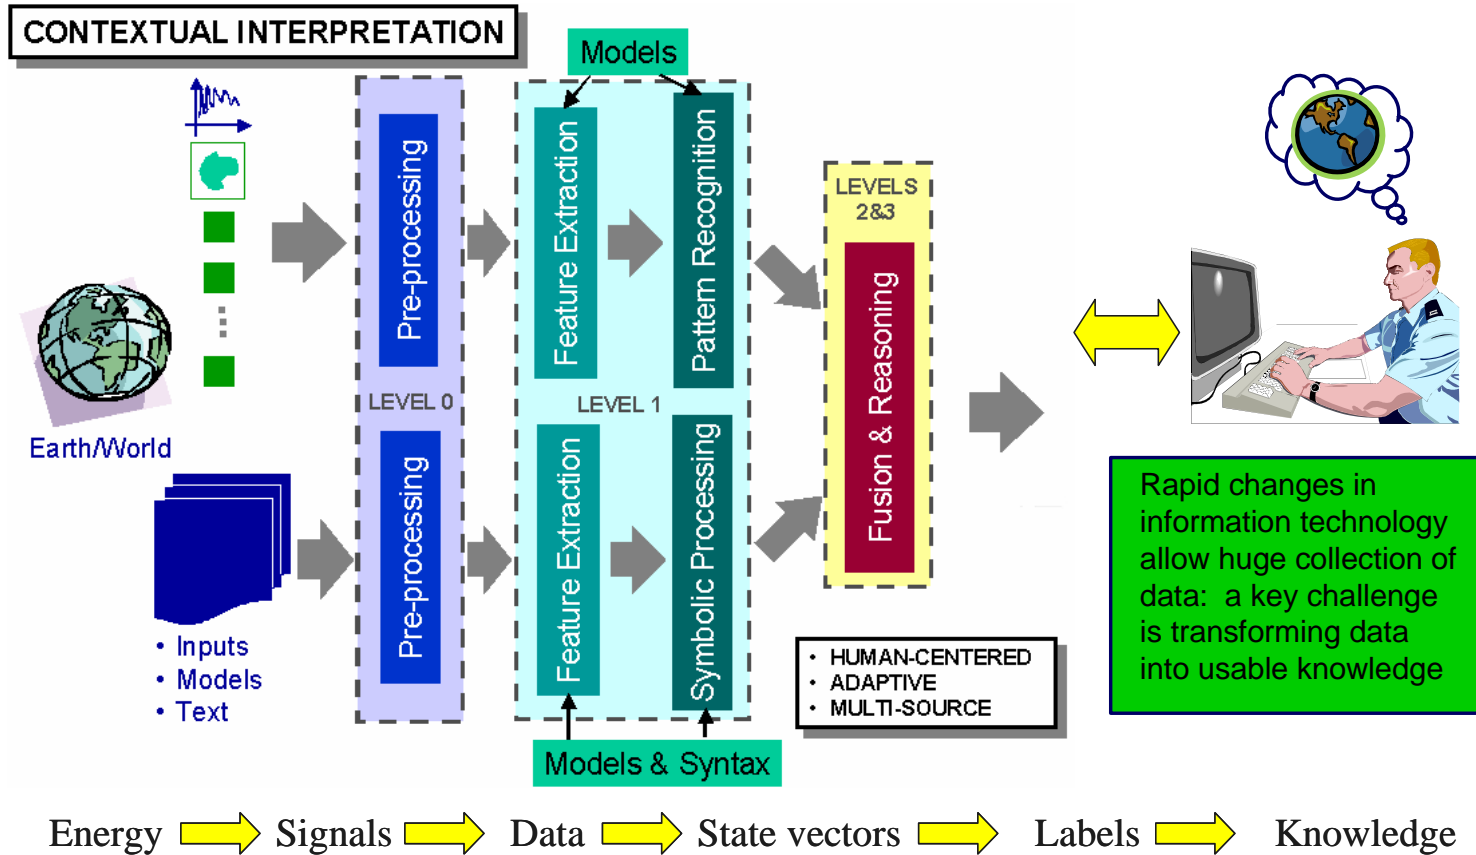 CONTEXTUAL INTERPRETATION
Models
Pre-processing
Feature Extraction
Pattern Recognition
LEVELS
2&3
Fusion & Reasoning
Earth/World
LEVEL 0
LEVEL 1
Pre-processing
Feature Extraction
Symbolic Processing
• Inputs
• Models
• Text
Models & Syntax
• HUMAN-CENTERED
• ADAPTIVE
• MULTI-SOURCE
Rapid changes in
information technology
allow huge collection of
data: a key challenge
is transforming data
into usable knowledge
Energy Signals Data State vectors Labels Knowledge